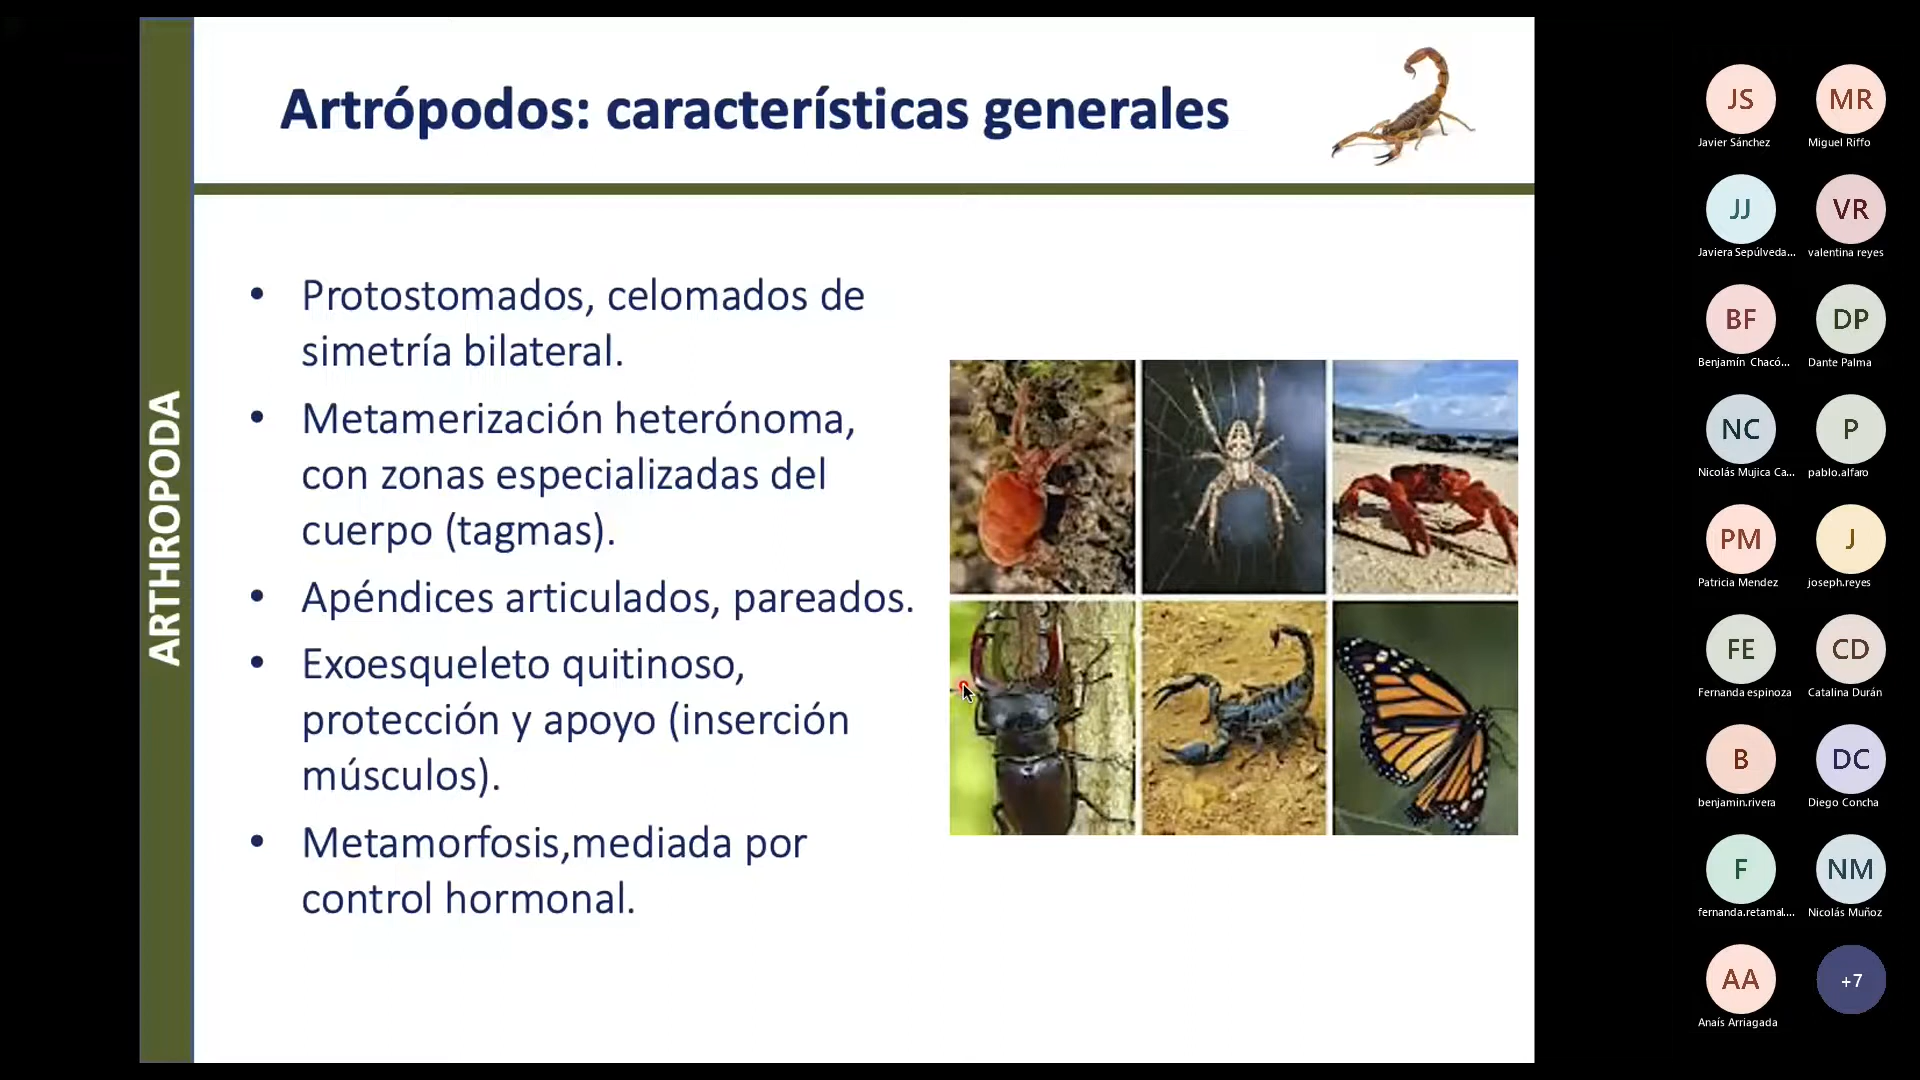 Artrópodos: características generales
ARTHROPODA
• Protostomados, celomados de
simetría bilateral.
• Metamerización heterónoma,
con zonas especializadas del
cuerpo (tagmas).
• Apéndices articulados, pareados.
• Exoesqueleto quitinoso,
protección y apoyo (inserción
músculos).
• Metamorfosis,mediada por
control hormonal.
JS
Javier Sánchez
MR
Miguel Riffo
JJ
Javiera Sepúlveda...
VR
valentina reyes
BF
Benjamín Chacó...
DP
Dante Palma
NC
Nicolás Mujica Ca...
P
pablo.alfaro
PM
Patricia Mendez
J
joseph.reyes
FE
Fernanda espinoza
CD
Catalina Durán
B
benjamin.rivera
DC
Diego Concha
F
fernanda.retamal....
NM
Nicolás Muñoz
AA
Anaís Arriagada
+7